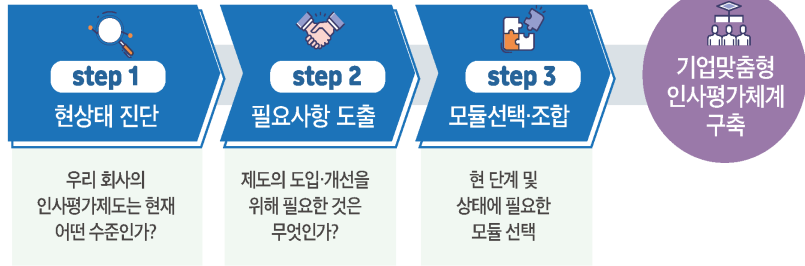 step 1
현상태 진단
우리 회사의
인사평가제도는 현재
어떤 수준인가?
step 2
필요사항 도출
제도의 도입·개선을
위해 필요한 것은
무엇인가?
step 3
모듈선택·조합
현 단계 및
상태에 필요한
모듈 선택
기업맞춤형
인사평가체계
구축